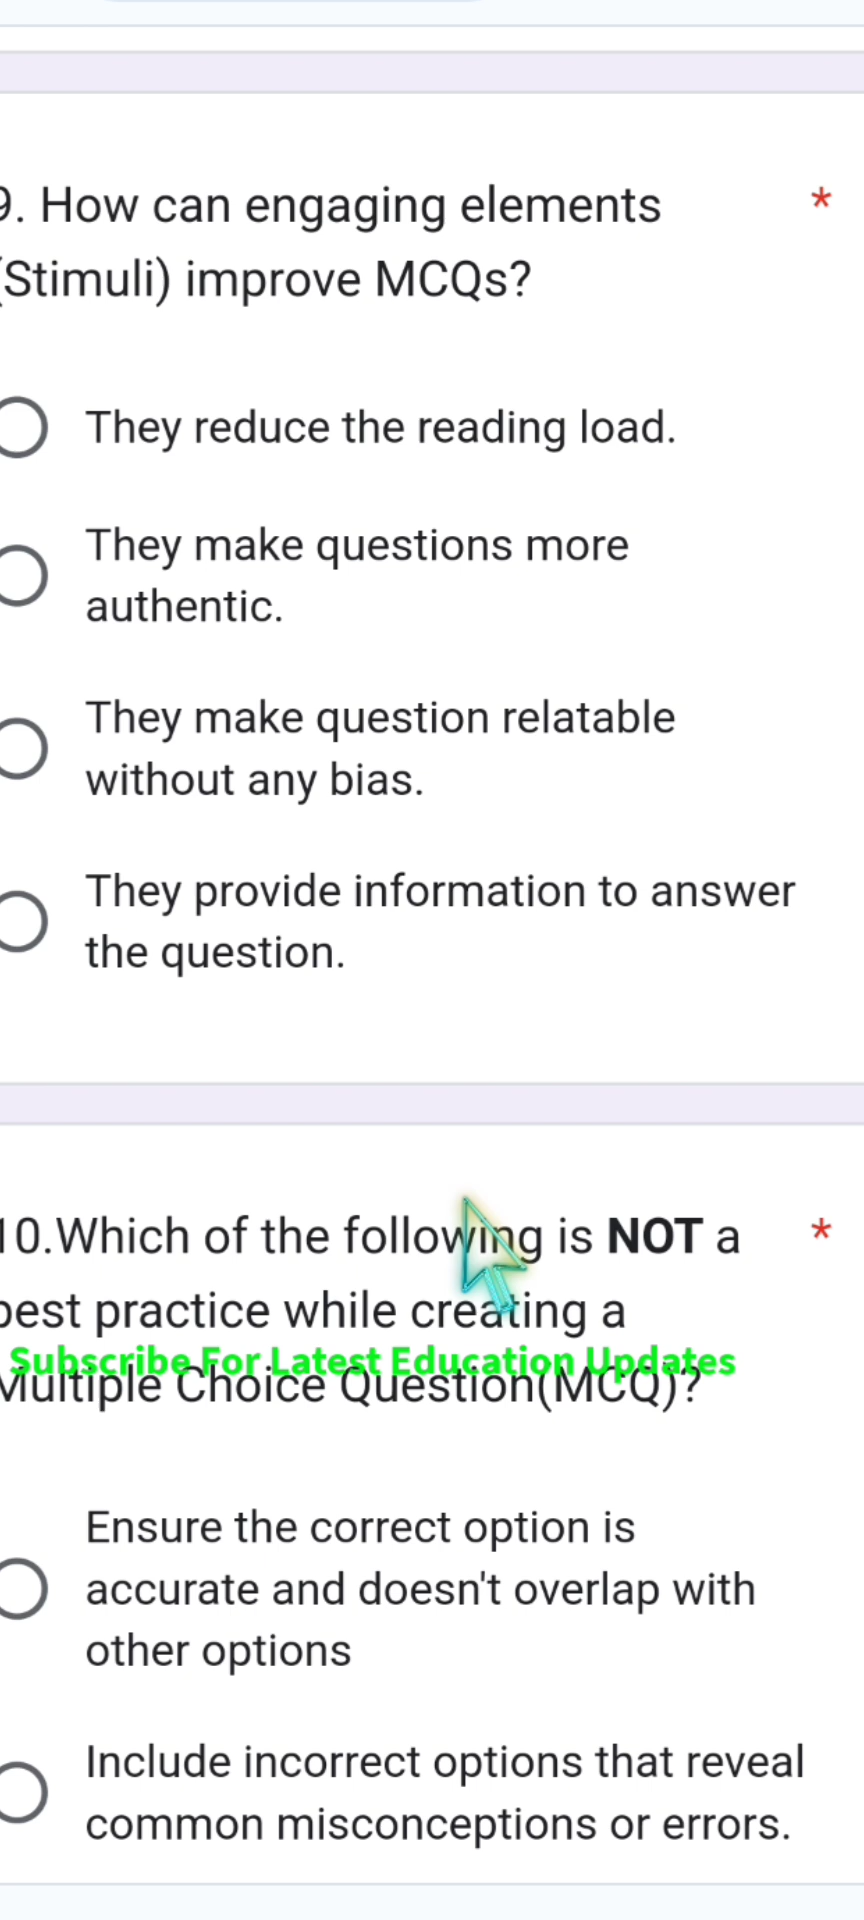 9. How can engaging elements *
(Stimuli) improve MCQs?
They reduce the reading load.
They make questions more
authentic.
They make question relatable
without any bias.
They provide information to answer
the question.
10.Which of the following is NOT a *
best practice while creating a
Subscribe For Latest Education Updates
Multiple Choice Question(MCQ)?
Ensure the correct option is
accurate and doesn't overlap with
other options
Include incorrect options that reveal
common misconceptions or errors.